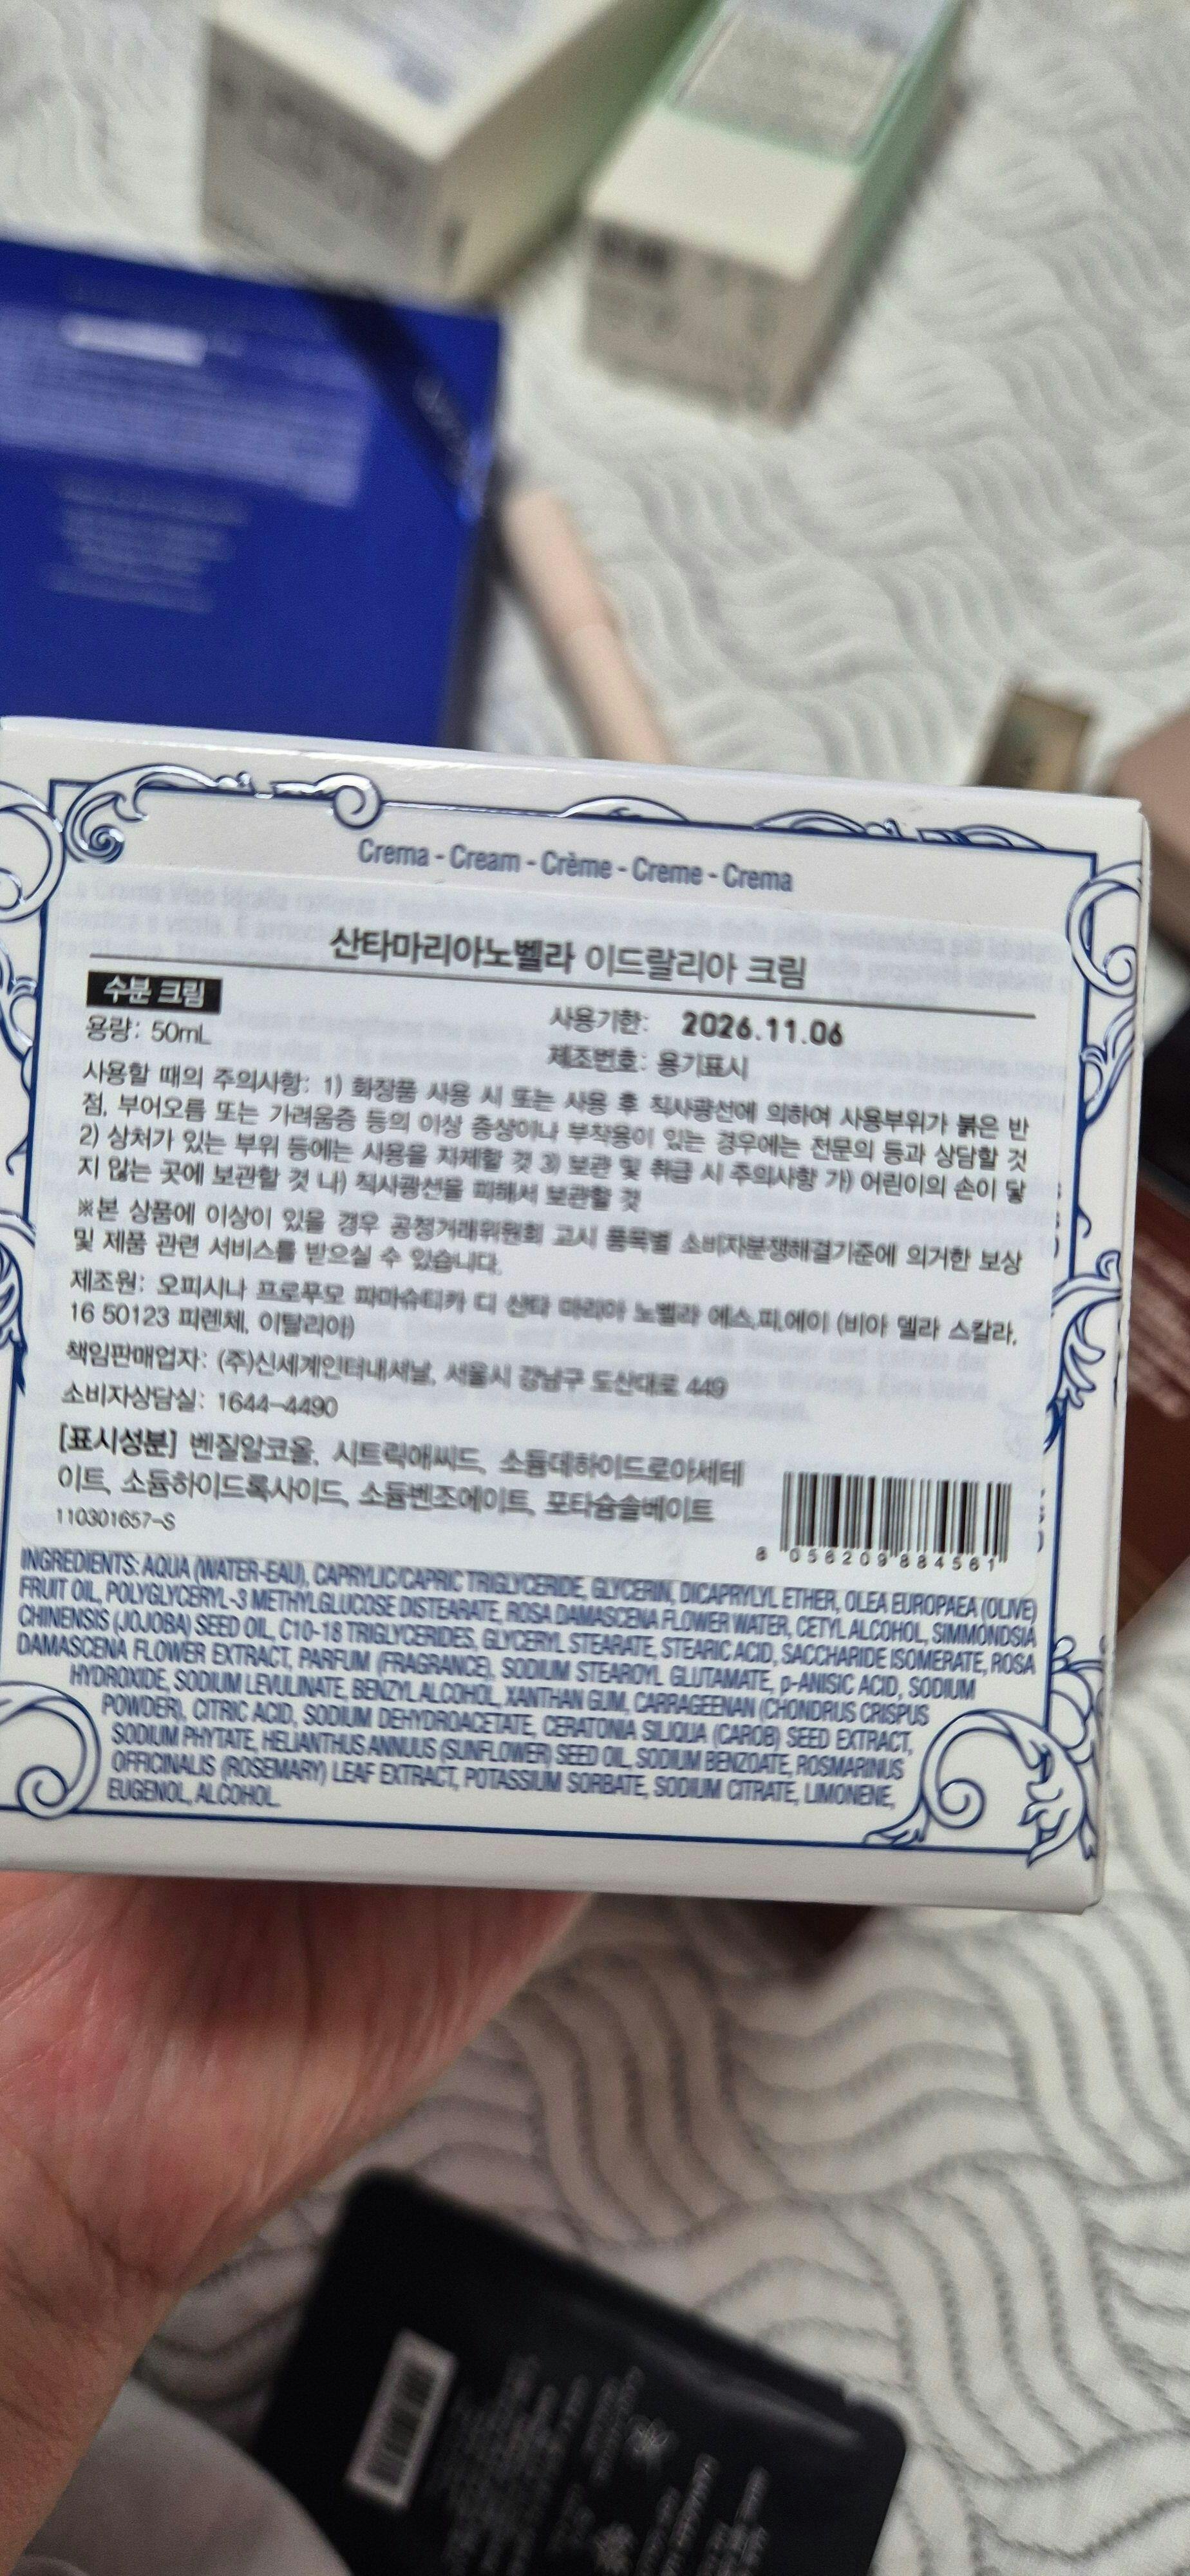 Crema - Cream - Crème - Creme - Crema
산타마리아노벨라 이드랄리아 크림
수분 크림
용량: 50mL
사용기한: 2026.11.06
제조번호: 용기표시
사용할 때의 주의사항: 1) 화장품 사용 시 또는 사용 후 직사광선에 의하여 사용부위가 붉은 반
점, 부어오름 또는 가려움증 등의 이상 증상이나 부작용이 있는 경우에는 전문의 등과 상담할 것
2) 상처가 있는 부위 등에는 사용을 자제할 것 3) 보관 및 취급 시 주의사항 가) 어린이의 손이 닿
지 않는 곳에 보관할 것 나) 직사광선을 피해서 보관할 것
※본 상품에 이상이 있을 경우 공정거래위원회 고시 품목별 소비자분쟁해결기준에 의거한 보상
및 제품 관련 서비스를 받으실 수 있습니다.
제조원: 오피시나 프로푸모 파마슈티카 디 산타 마리아 노벨라 에스.피.에이 (비아 델라 스칼라,
16 50123 피렌체, 이탈리아)
책임판매업자: (주)신세계인터내셔날, 서울시 강남구 도산대로 449
소비자상담실: 1644-4490
[표시성분] 벤질알코올, 시트릭애씨드, 소듐데하이드로아세테
이트, 소듐하이드록사이드, 소듐벤조에이트, 포타슘솔베이트
110301657-S
8 056209 884561
INGREDIENTS: AQUA (WATER-EAU), CAPRYLIC/CAPRIC TRIGLYCERIDE, GLYCERIN, DICAPRYLYL ETHER, OLEA EUROPAEA (OLIVE)
FRUIT OIL, POLYGLYCERYL-3 METHYLGLUCOSE DISTEARATE, ROSA DAMASCENA FLOWER WATER, CETYL ALCOHOL, SIMMONDSIA
CHINENSIS (JOJOBA) SEED OIL, C10-18 TRIGLYCERIDES, GLYCERYL STEARATE, STEARIC ACID, SACCHARIDE ISOMERATE, ROSA
DAMASCENA FLOWER EXTRACT, PARFUM (FRAGRANCE), SODIUM STEAROYL GLUTAMATE, p-ANISIC ACID, SODIUM
HYDROXIDE, SODIUM LEVULINATE, BENZYL ALCOHOL, XANTHAN GUM, CARRAGEENAN (CHONDRUS CRISPUS
POWDER), CITRIC ACID, SODIUM DEHYDROACETATE, CERATONIA SILIQUA (CAROB) SEED EXTRACT,
SODIUM PHYTATE, HELIANTHUS ANNUUS (SUNFLOWER) SEED OIL, SODIUM BENZOATE, ROSMARINUS
OFFICINALIS (ROSEMARY) LEAF EXTRACT, POTASSIUM SORBATE, SODIUM CITRATE, LIMONENE,
EUGENOL, ALCOHOL.